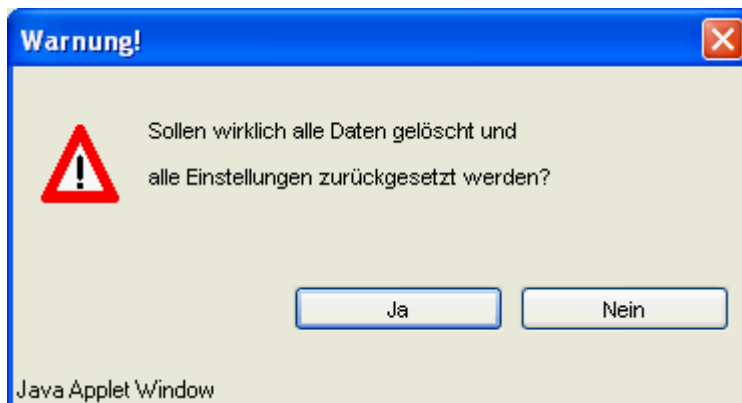 Warnung!
Sollen wirklich alle Daten gelöscht und
alle Einstellungen zurückgesetzt werden?
Ja
Nein
Java Applet Window